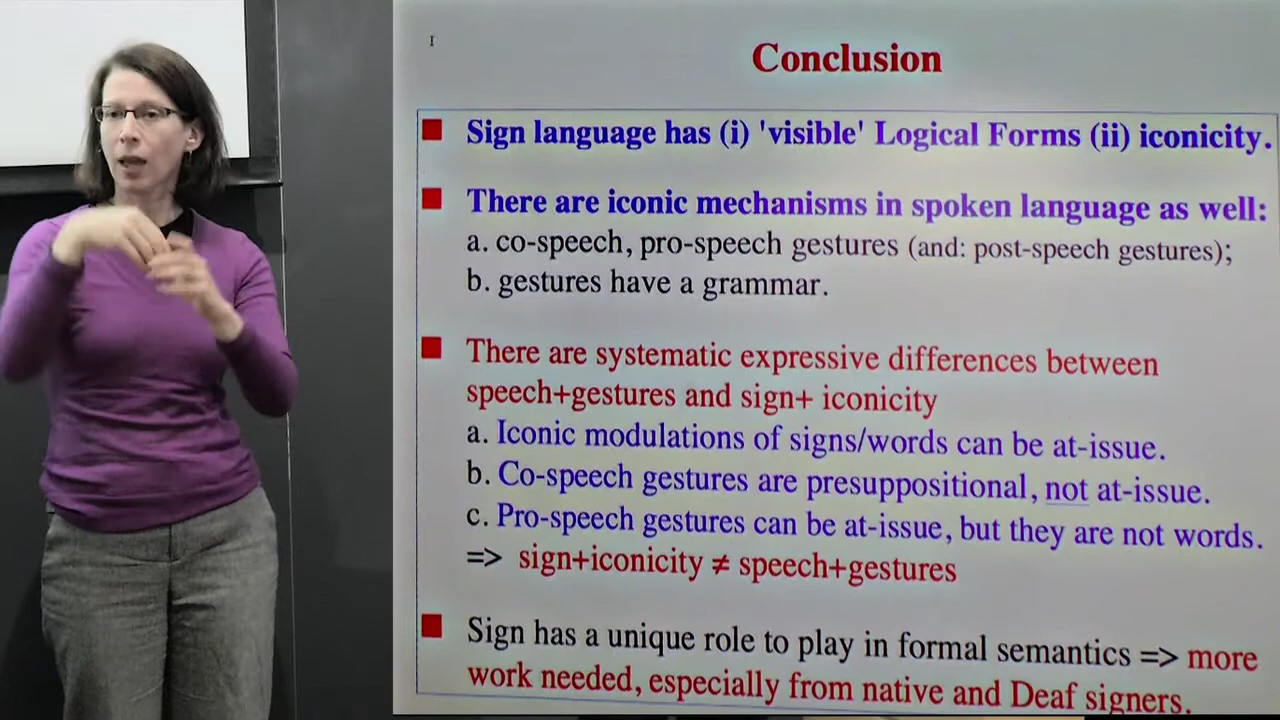 Conclusion
Sign language has (i) 'visible' Logical Forms (ii) iconicity.
There are iconic mechanisms in spoken language as well:
a. co-speech, pro-speech gestures (and: post-speech gestures);
b. gestures have a grammar.
There are systematic expressive differences between
speech+gestures and sign+ iconicity
a. Iconic modulations of signs/words can be at-issue.
b. Co-speech gestures are presuppositional, not at-issue.
c. Pro-speech gestures can be at-issue, but they are not words.
=> sign+iconicity ≠ speech+gestures
Sign has a unique role to play in formal semantics => more
work needed, especially from native and Deaf signers.